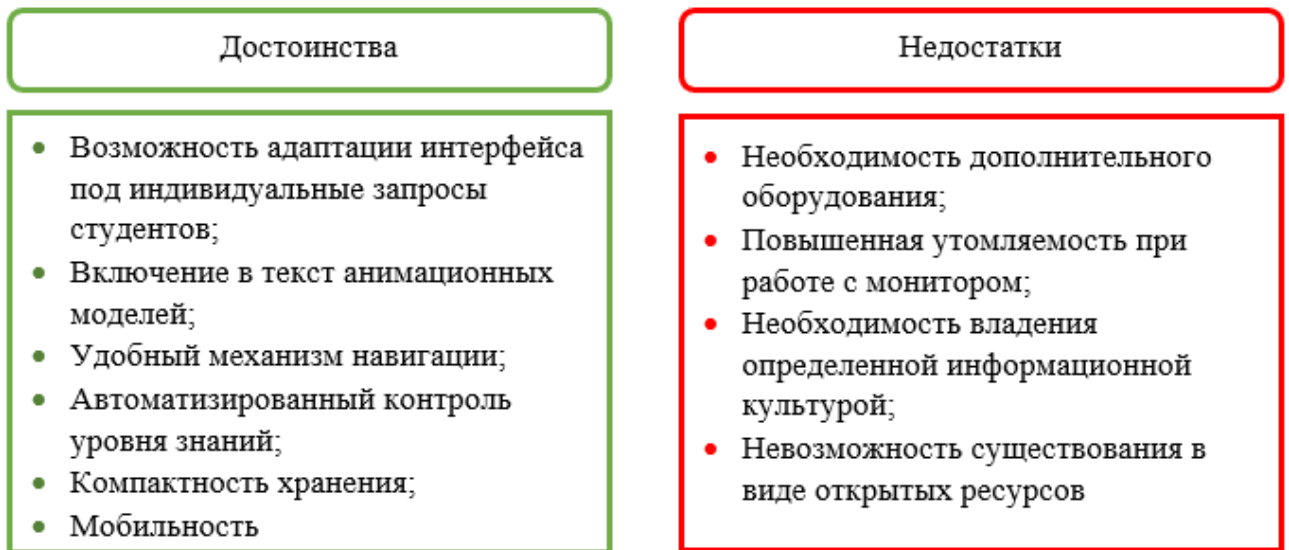 Достоинства
• Возможность адаптации интерфейса
под индивидуальные запросы
студентов;
• Включение в текст анимационных
моделей;
• Удобный механизм навигации;
• Автоматизированный контроль
уровня знаний;
• Компактность хранения;
• Мобильность
Недостатки
• Необходимость дополнительного
оборудования;
• Повышенная утомляемость при
работе с монитором;
• Необходимость владения
определенной информационной
культурой;
• Невозможность существования в
виде открытых ресурсов